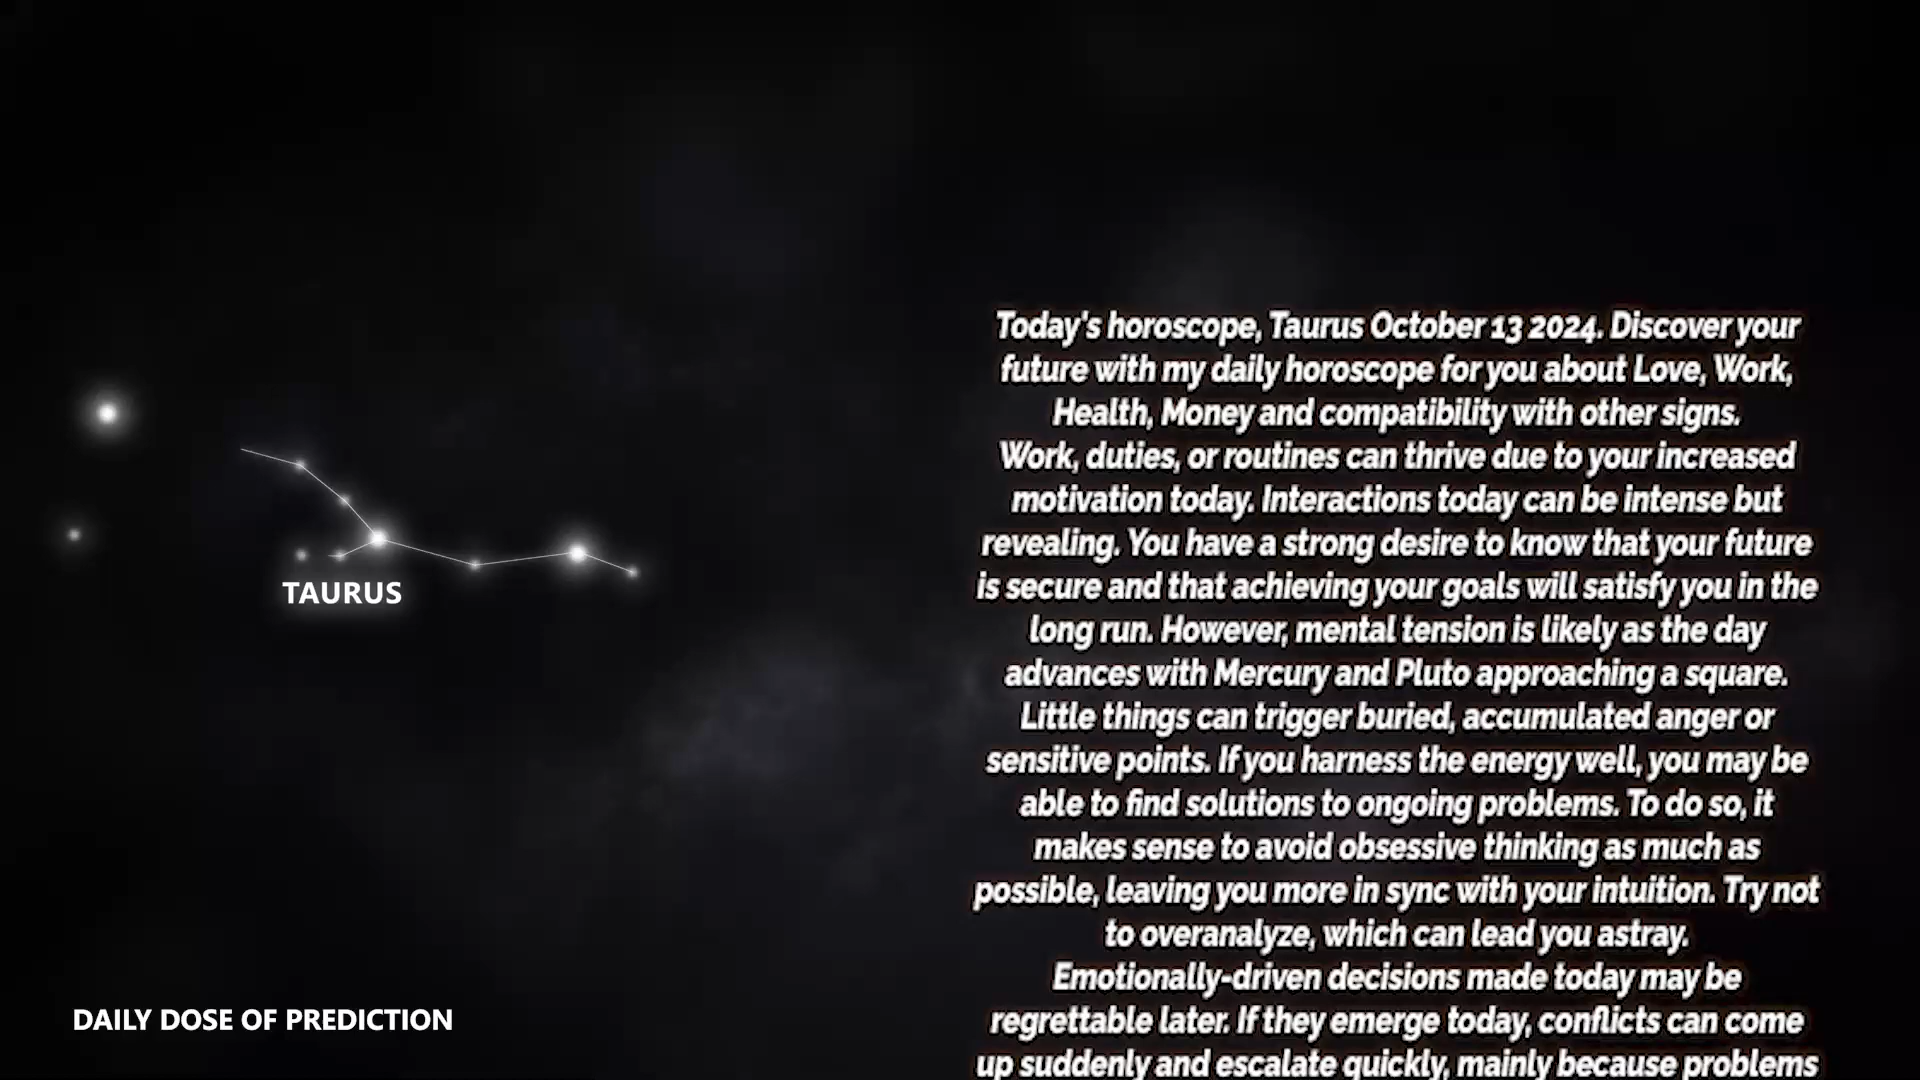 TAURUS
DAILY DOSE OF PREDICTION
Today's horoscope, Taurus October 13 2024. Discover your
future with my daily horoscope for you about Love, Work,
Health, Money and compatibility with other signs.
Work, duties, or routines can thrive due to your increased
motivation today. Interactions today can be intense but
revealing. You have a strong desire to know that your future
is secure and that achieving your goals will satisfy you in the
long run. However, mental tension is likely as the day
advances with Mercury and Pluto approaching a square.
Little things can trigger buried, accumulated anger or
sensitive points. If you harness the energy well, you may be
able to find solutions to ongoing problems. To do so, it
makes sense to avoid obsessive thinking as much as
possible, leaving you more in sync with your intuition. Try not
to overanalyze, which can lead you astray.
Emotionally-driven decisions made today may be
regrettable later. If they emerge today, conflicts can come
up suddenly and escalate quickly, mainly because problems